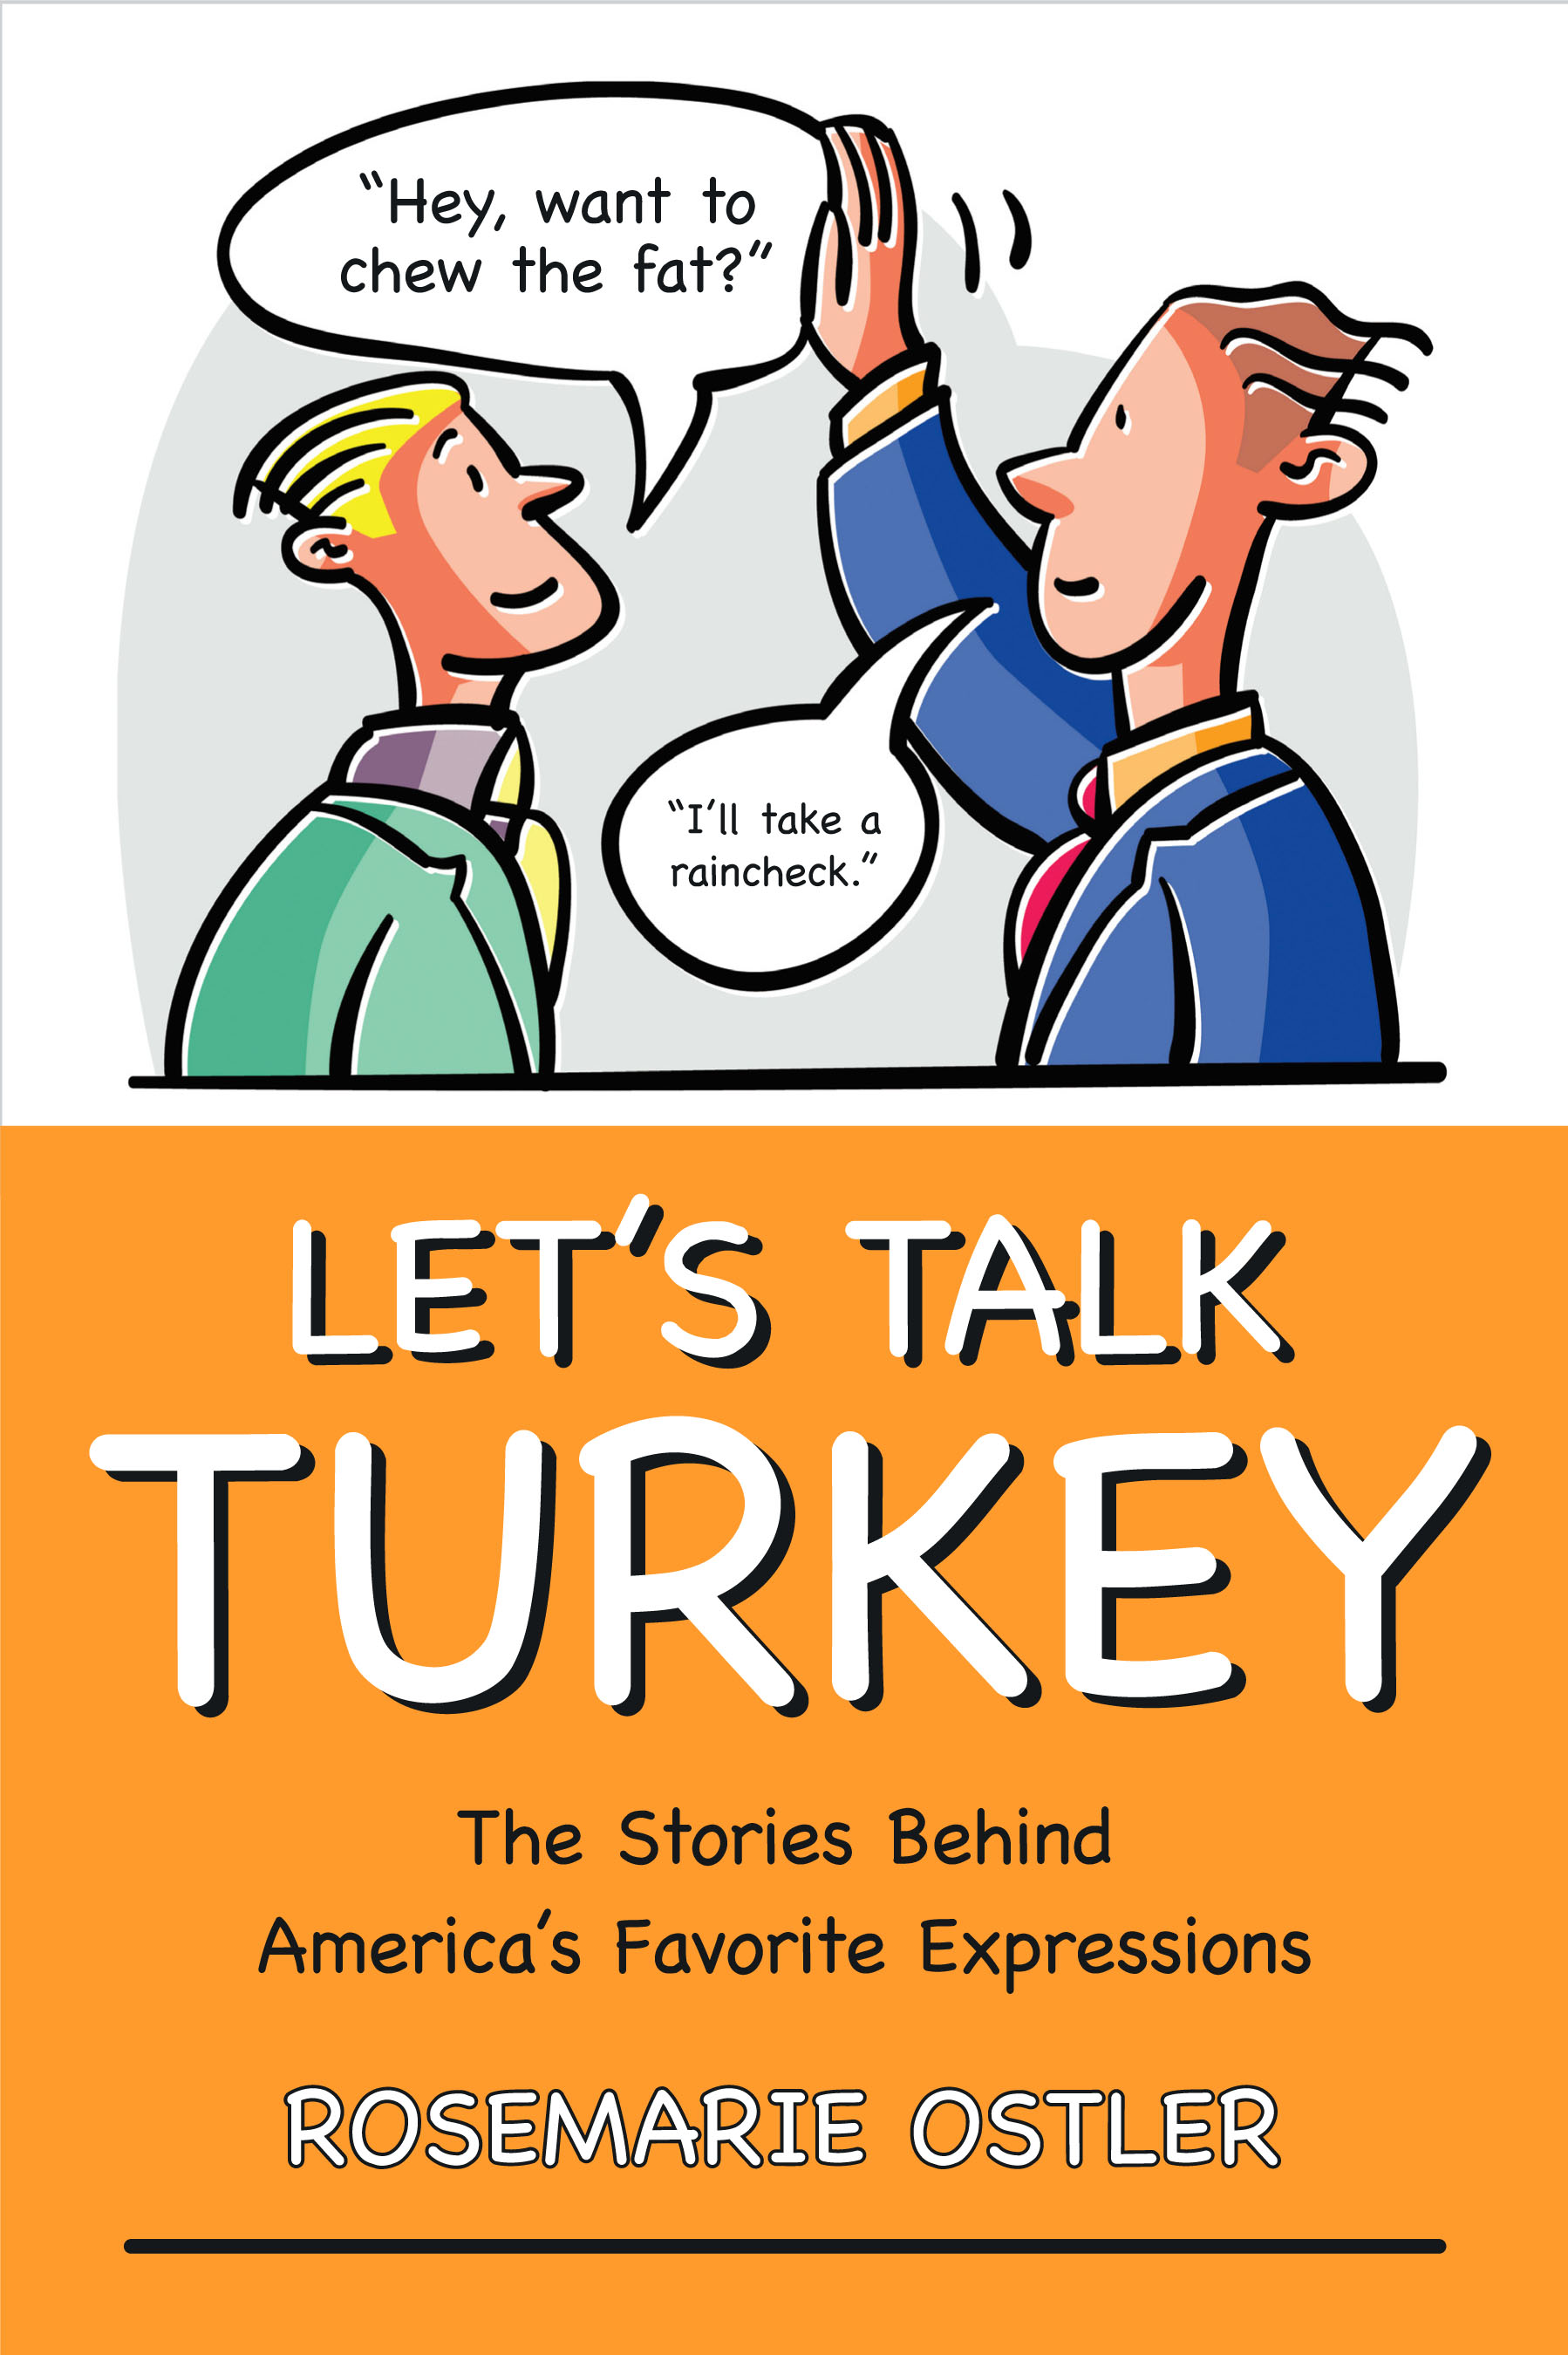 “Hey, want to
chew the fat?”
“I’ll take a
raincheck.”
LET’S TALK
TURKEY
The Stories Behind
America’s Favorite Expressions
ROSEMARIE OSTLER